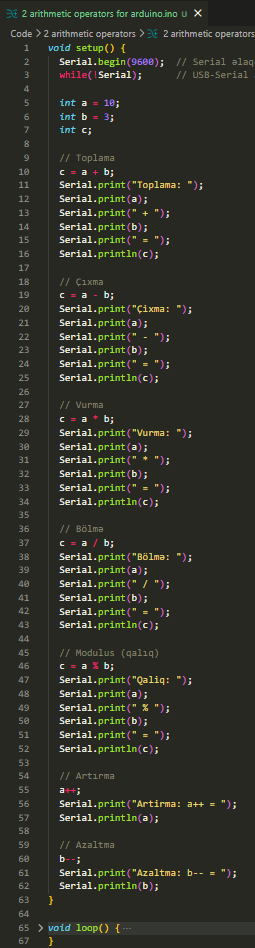 2 arithmetic operators for arduino.ino U
Code > 2 arithmetic operators > 2 arithmetic operators
1 void setup() {
2 Serial.begin(9600); // Serial əlaq
3 while(!Serial); // USB-Serial
4
5 int a = 10;
6 int b = 3;
7 int c;
8
9 // Toplama
10 c = a + b;
11 Serial.print("Toplama: ");
12 Serial.print(a);
13 Serial.print(" + ");
14 Serial.print(b);
15 Serial.print(" = ");
16 Serial.println(c);
17
18 // Çıxma
19 c = a - b;
20 Serial.print("Çixma: ");
21 Serial.print(a);
22 Serial.print(" - ");
23 Serial.print(b);
24 Serial.print(" = ");
25 Serial.println(c);
26
27 // Vurma
28 c = a * b;
29 Serial.print("Vurma: ");
30 Serial.print(a);
31 Serial.print(" * ");
32 Serial.print(b);
33 Serial.print(" = ");
34 Serial.println(c);
35
36 // Bölmə
37 c = a / b;
38 Serial.print("Bölmə: ");
39 Serial.print(a);
40 Serial.print(" / ");
41 Serial.print(b);
42 Serial.print(" = ");
43 Serial.println(c);
44
45 // Modulus (qalıq)
46 c = a % b;
47 Serial.print("Qaliq: ");
48 Serial.print(a);
49 Serial.print(" % ");
50 Serial.print(b);
51 Serial.print(" = ");
52 Serial.println(c);
53
54 // Artırma
55 a++;
56 Serial.print("Artirma: a++ = ");
57 Serial.println(a);
58
59 // Azaltma
60 b--;
61 Serial.print("Azaltma: b-- = ");
62 Serial.println(b);
63 }
64
65 > void loop() { ···
67 }